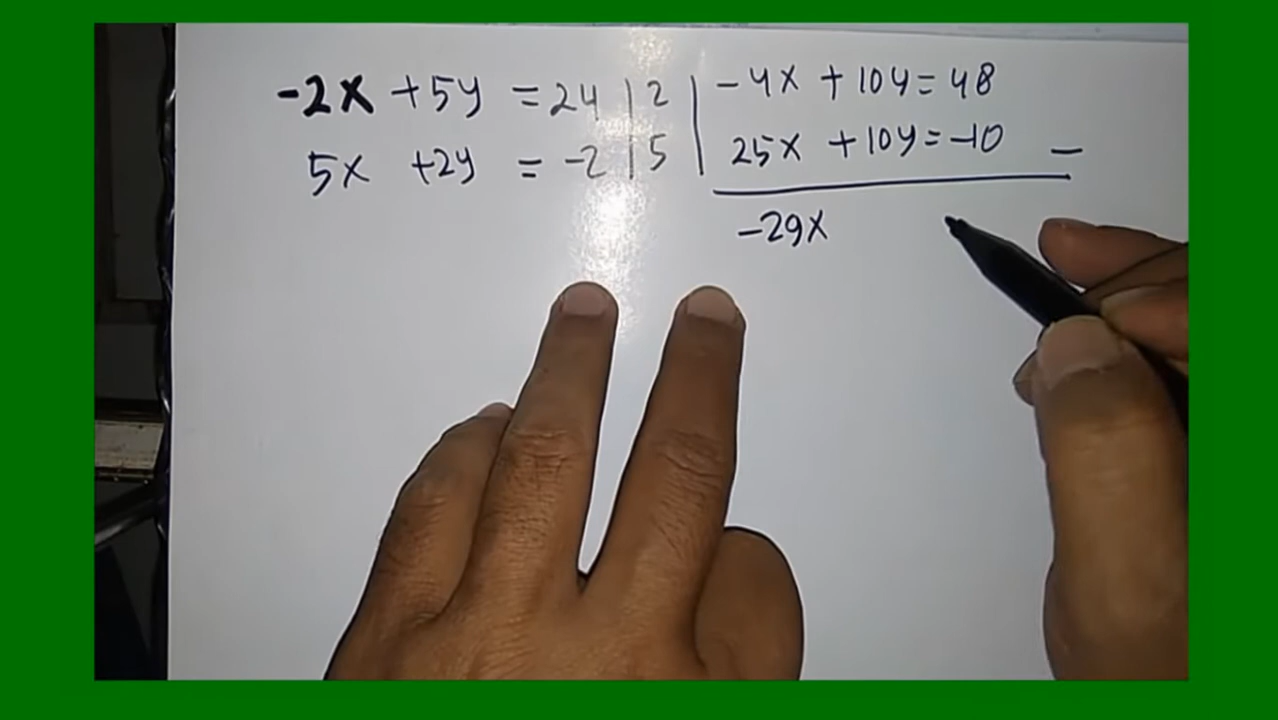 -2x +5y = 24 | 2 | -4x + 10y = 48
5x +2y = -2 | 5 | 25x + 10y = -10 -
-29x